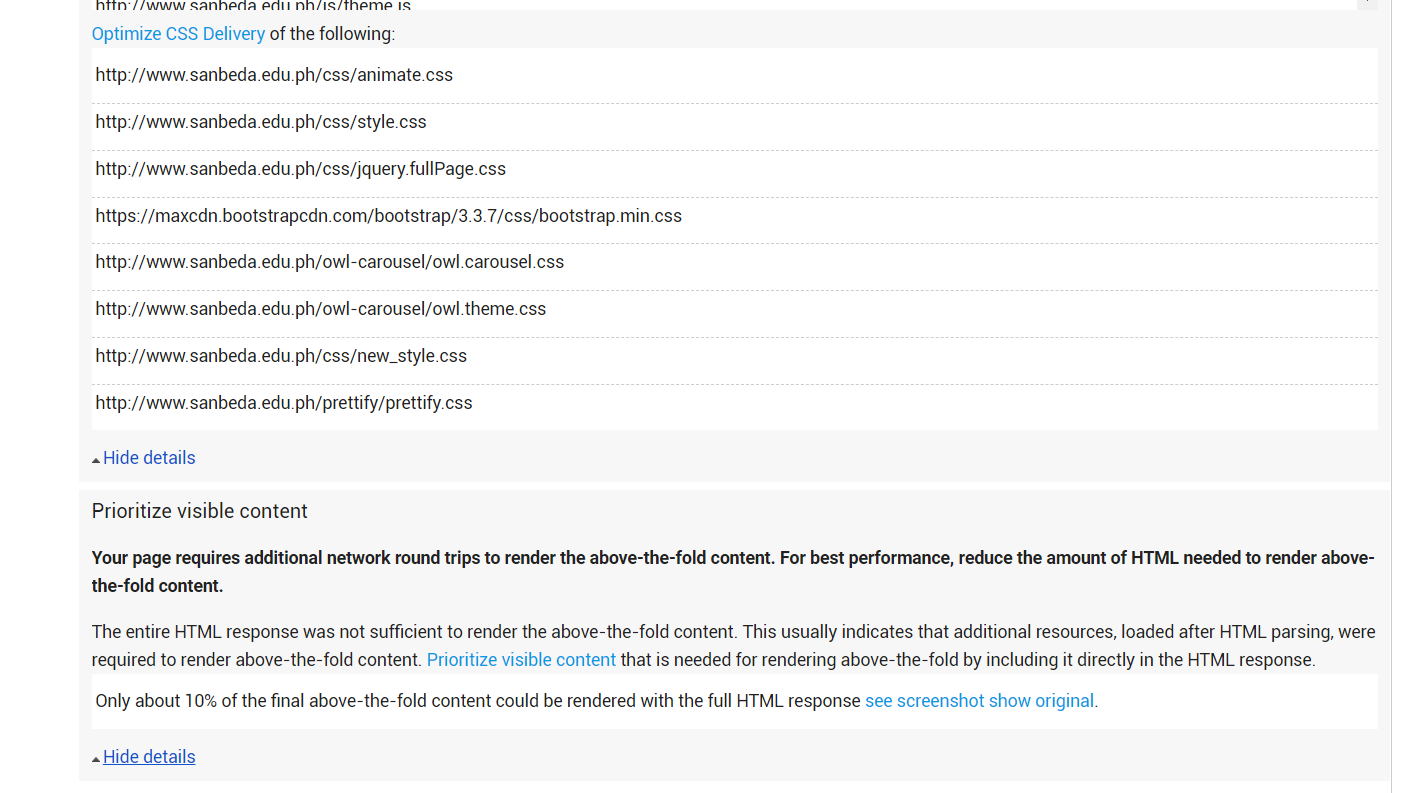 http://www.sanbeda.edu.ph/js/theme.js
Optimize CSS Delivery of the following:
http://www.sanbeda.edu.ph/css/animate.css
http://www.sanbeda.edu.ph/css/style.css
http://www.sanbeda.edu.ph/css/jquery.fullPage.css
https://maxcdn.bootstrapcdn.com/bootstrap/3.3.7/css/bootstrap.min.css
http://www.sanbeda.edu.ph/owl-carousel/owl.carousel.css
http://www.sanbeda.edu.ph/owl-carousel/owl.theme.css
http://www.sanbeda.edu.ph/css/new_style.css
http://www.sanbeda.edu.ph/prettify/prettify.css
Hide details
Prioritize visible content
Your page requires additional network round trips to render the above-the-fold content. For best performance, reduce the amount of HTML needed to render above-
the-fold content.
The entire HTML response was not sufficient to render the above-the-fold content. This usually indicates that additional resources, loaded after HTML parsing, were
required to render above-the-fold content. Prioritize visible content that is needed for rendering above-the-fold by including it directly in the HTML response.
Only about 10% of the final above-the-fold content could be rendered with the full HTML response see screenshot show original.
Hide details